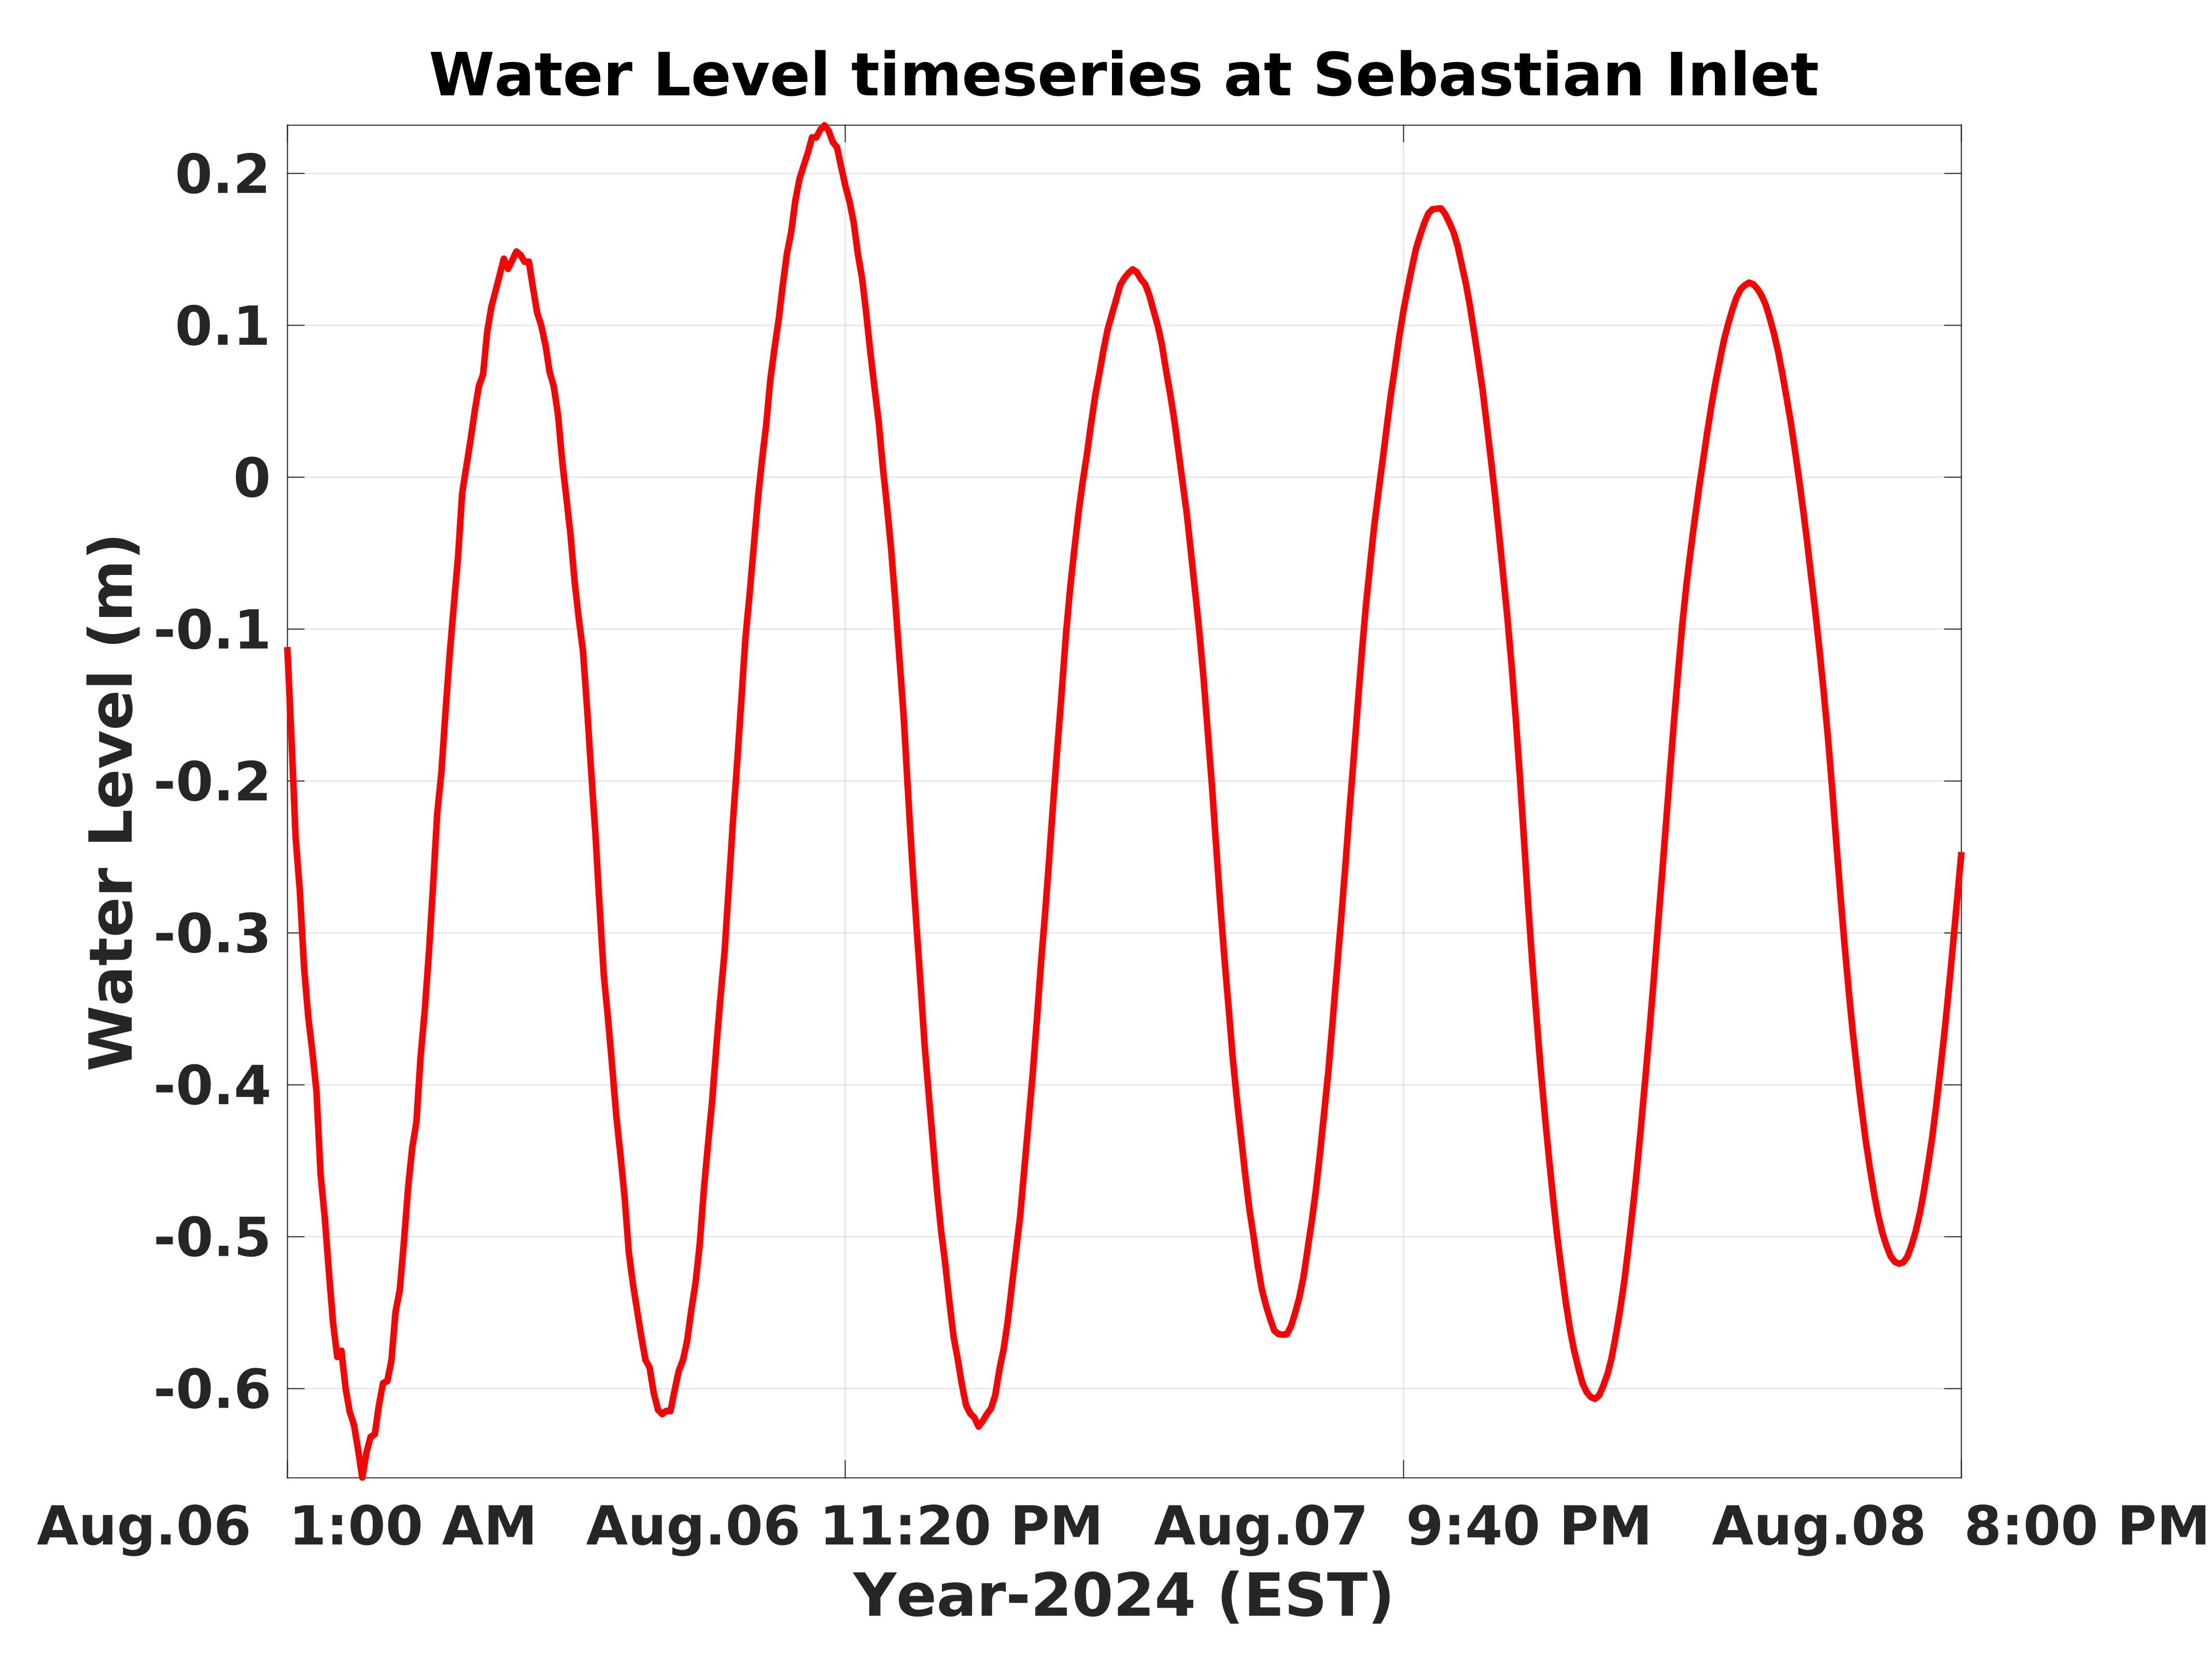 Water Level timeseries at Sebastian Inlet
Water Level (m)
0.2
0.1
0
-0.1
-0.2
-0.3
-0.4
-0.5
-0.6
Aug.06 1:00 AM Aug.06 11:20 PM Aug.07 9:40 PM Aug.08 8:00 PM
Year-2024 (EST)